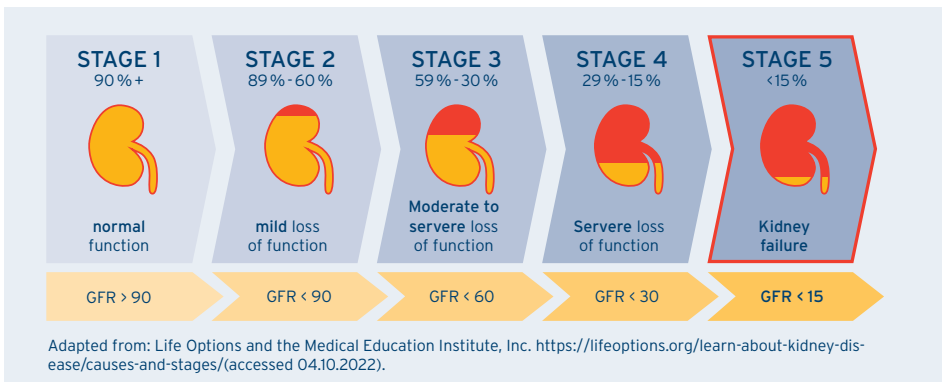 STAGE 1
90 % +
normal
function
STAGE 2
89 % - 60 %
mild loss
of function
STAGE 3
59 % - 30 %
Moderate to
servere loss
of function
STAGE 4
29 % - 15 %
Servere loss
of function
STAGE 5
<15 %
Kidney
failure
GFR > 90
GFR < 90
GFR < 60
GFR < 30
GFR < 15
Adapted from: Life Options and the Medical Education Institute, Inc. https://lifeoptions.org/learn-about-kidney-dis-
ease/causes-and-stages/(accessed 04.10.2022).